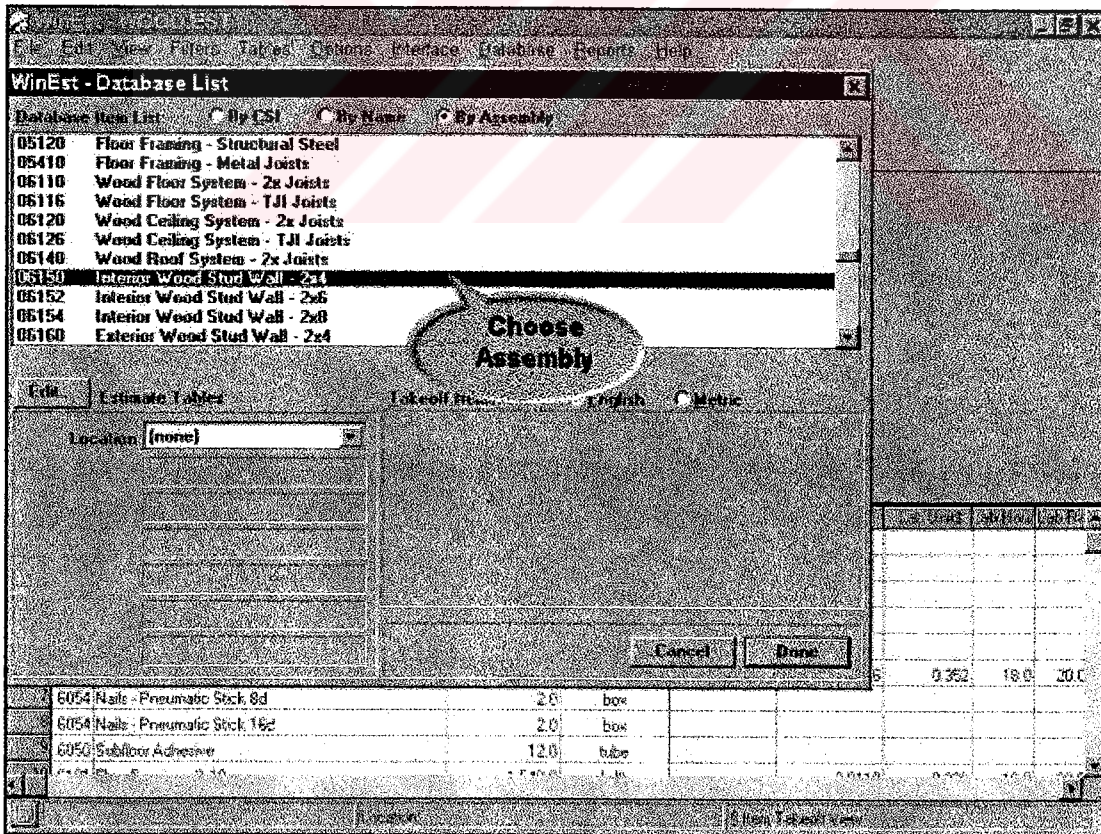 File Edit View Filters Tables Options Interface Database Reports Help
WinEst - Database List
Database Item List By CSI By Name By Assembly
05120 Floor Framing - Structural Steel
05410 Floor Framing - Metal Joists
06110 Wood Floor System - 2x Joists
06116 Wood Floor System - TJI Joists
06120 Wood Ceiling System - 2x Joists
06126 Wood Ceiling System - TJI Joists
06140 Wood Roof System - 2x Joists
06150 Interior Wood Stud Wall - 2x4
06152 Interior Wood Stud Wall - 2x6
06154 Interior Wood Stud Wall - 2x8
06160 Exterior Wood Stud Wall - 2x4
Choose
Assembly
Edit Estimate Tables Takeoff English Metric
Location (none)
Cancel Done
0.352 18.0
6054 Nails - Pneumatic Stick 8d 2.0 box
6054 Nails - Pneumatic Stick 16d 2.0 box
6050 Subfloor Adhesive 12.0 tube
Location Item Takeoff view